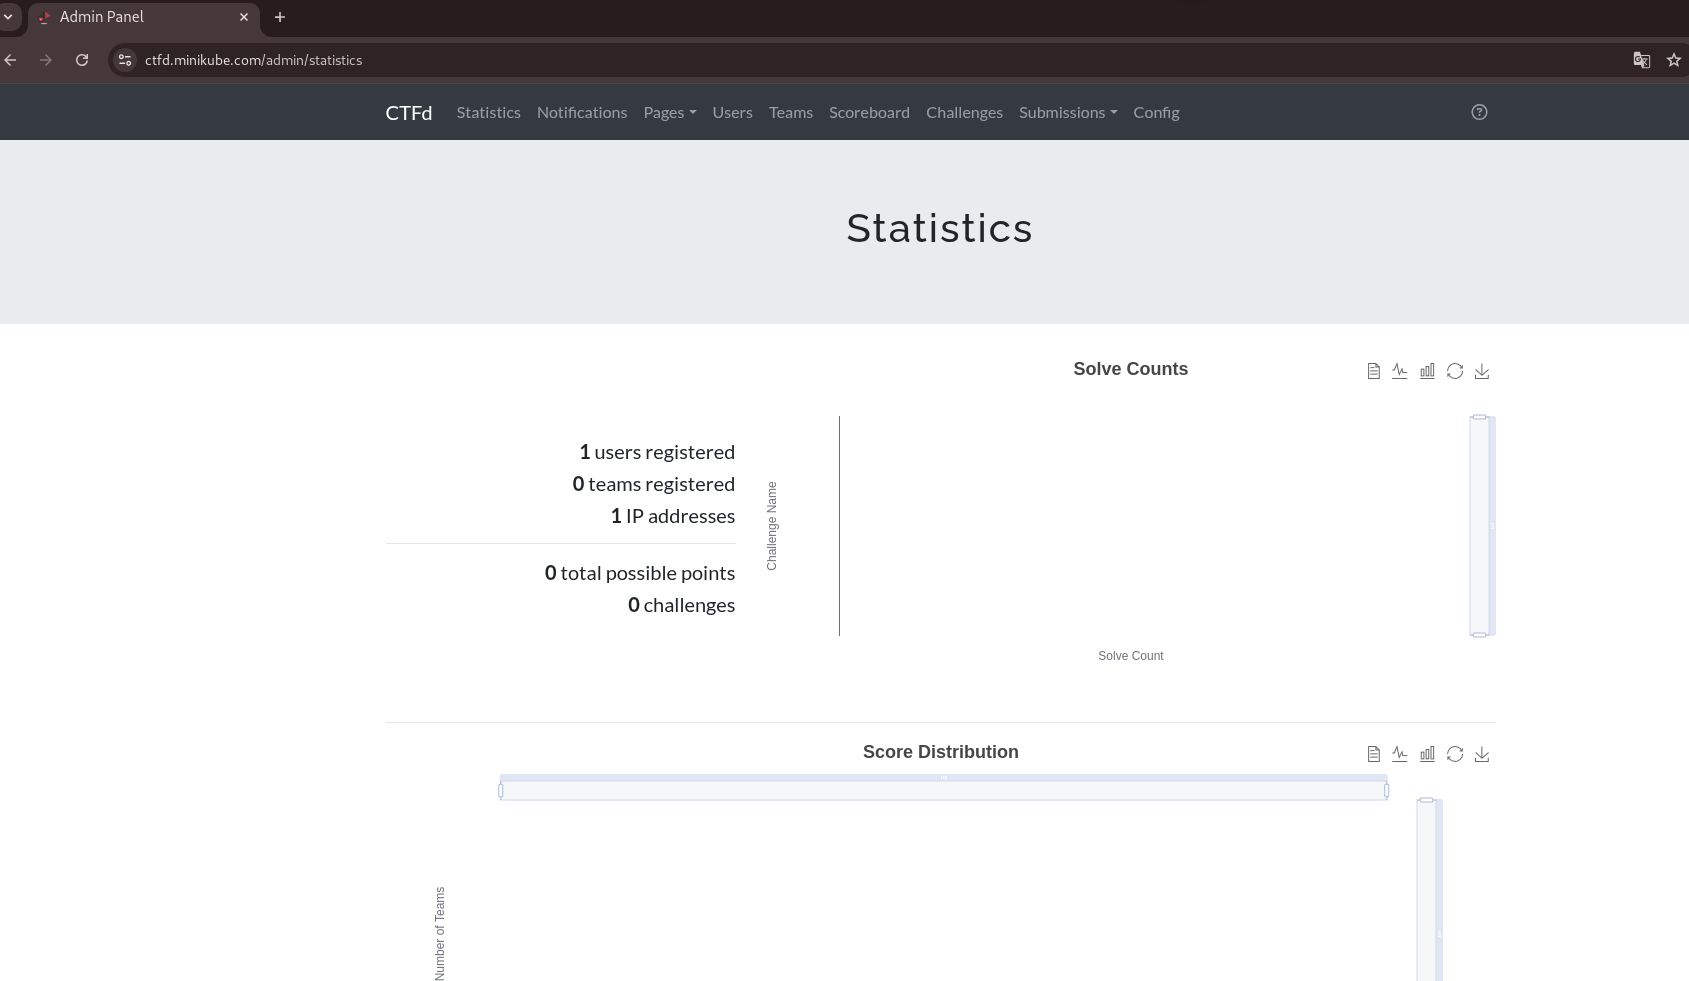 Admin Panel
ctfd.minikube.com/admin/statistics
CTFd Statistics Notifications Pages Users Teams Scoreboard Challenges Submissions Config
Statistics
Solve Counts
1 users registered
0 teams registered
1 IP addresses
0 total possible points
0 challenges
Challenge Name
Solve Count
Score Distribution
Number of Teams